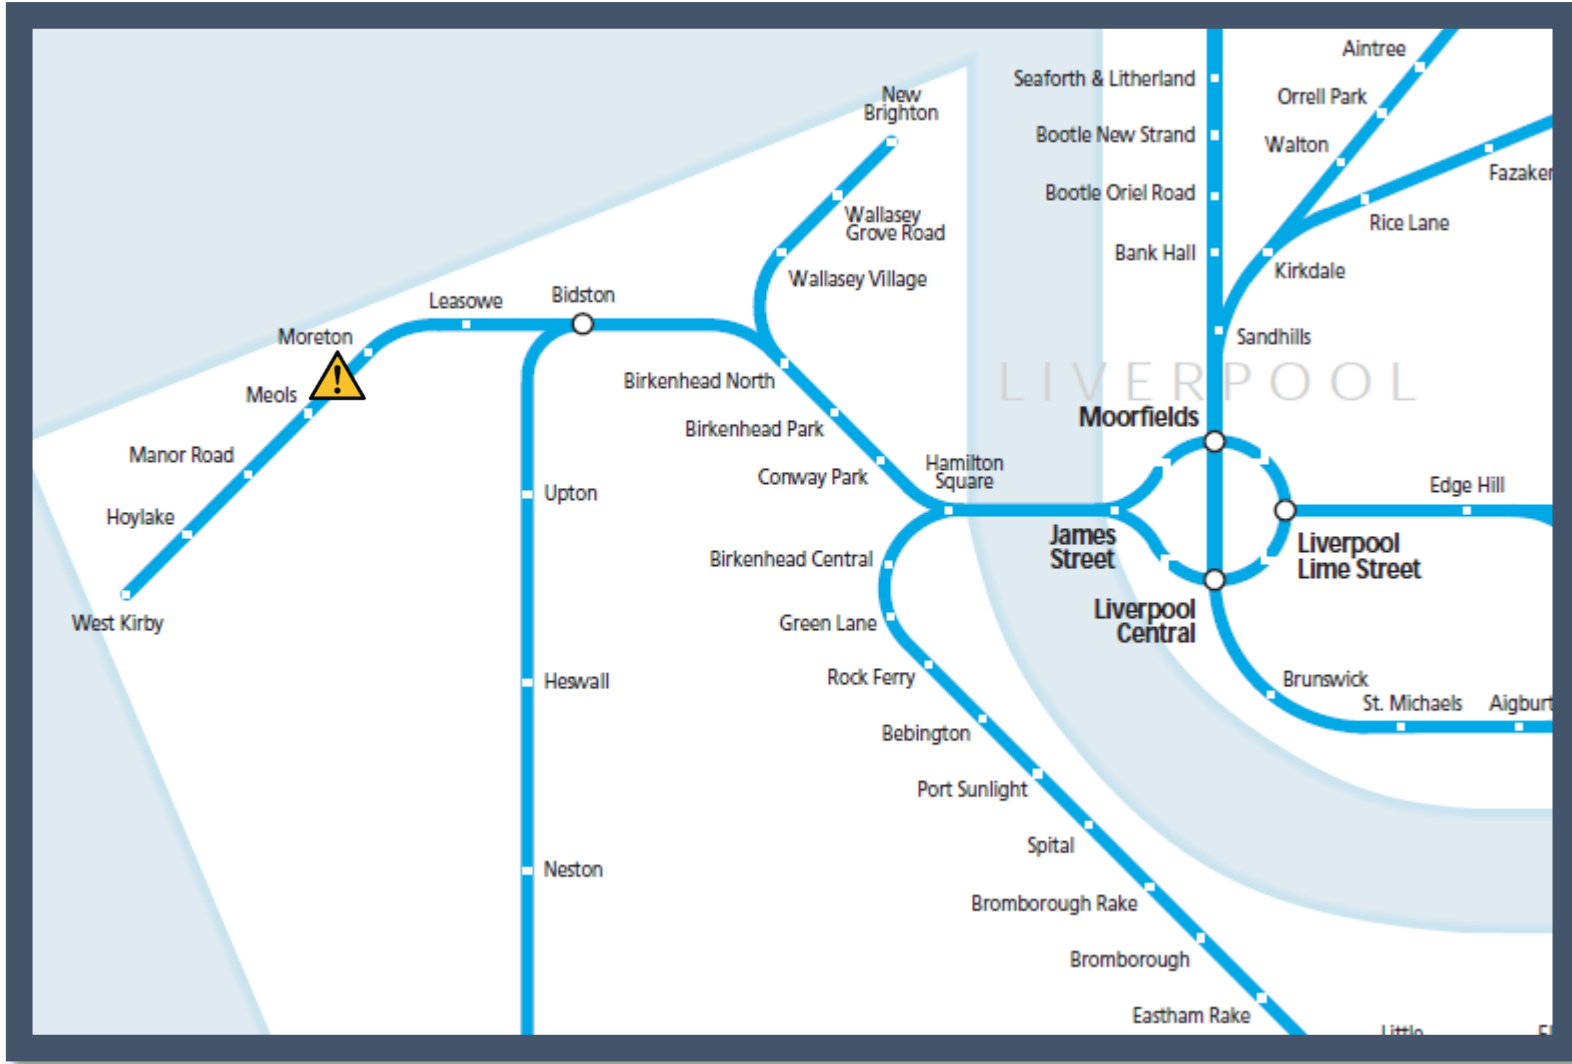 Aintree
Seaforth & Litherland
New
Brighton
Orrell Park
Bootle New Strand
Walton
Fazaker
Bootle Oriel Road
Wallasey
Grove Road
Rice Lane
Bank Hall
Kirkdale
Wallasey Village
Leasowe
Bidston
Moreton
Sandhills
LIVERPOOL
Birkenhead North
Meols
Moorfields
Birkenhead Park
Manor Road
Hamilton
Square
Conway Park
Edge Hill
Upton
Hoylake
James
Street
Liverpool
Lime Street
Birkenhead Central
West Kirby
Green Lane
Liverpool
Central
Rock Ferry
Heswall
Brunswick
St. Michaels
Aigburt
Bebington
Port Sunlight
Spital
Neston
Bromborough Rake
Bromborough
Eastham Rake
Little